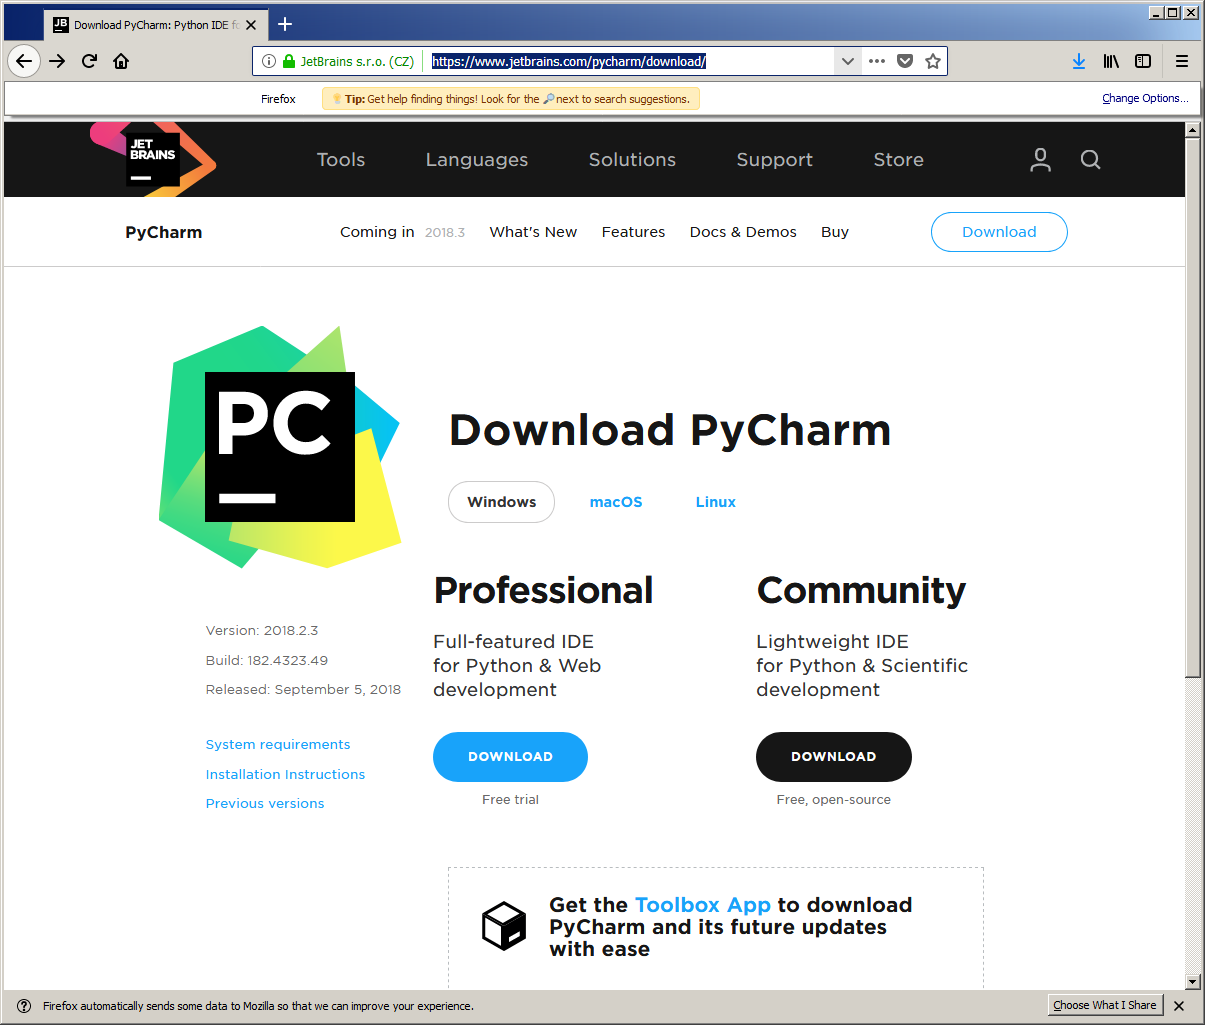 Download PyCharm: Python IDE fo
JetBrains s.r.o. (CZ) https://www.jetbrains.com/pycharm/download/
Firefox Tip: Get help finding things! Look for the next to search suggestions. Change Options...
JET
BRAINS
Tools Languages Solutions Support Store
PyCharm Coming in 2018.3 What's New Features Docs & Demos Buy Download
PC
Download PyCharm
Windows macOS Linux
Version: 2018.2.3
Build: 182.4323.49
Released: September 5, 2018
System requirements
Installation Instructions
Previous versions
Professional
Full-featured IDE
for Python & Web
development
DOWNLOAD
Free trial
Community
Lightweight IDE
for Python & Scientific
development
DOWNLOAD
Free, open-source
Get the Toolbox App to download
PyCharm and its future updates
with ease
Firefox automatically sends some data to Mozilla so that we can improve your experience. Choose What I Share